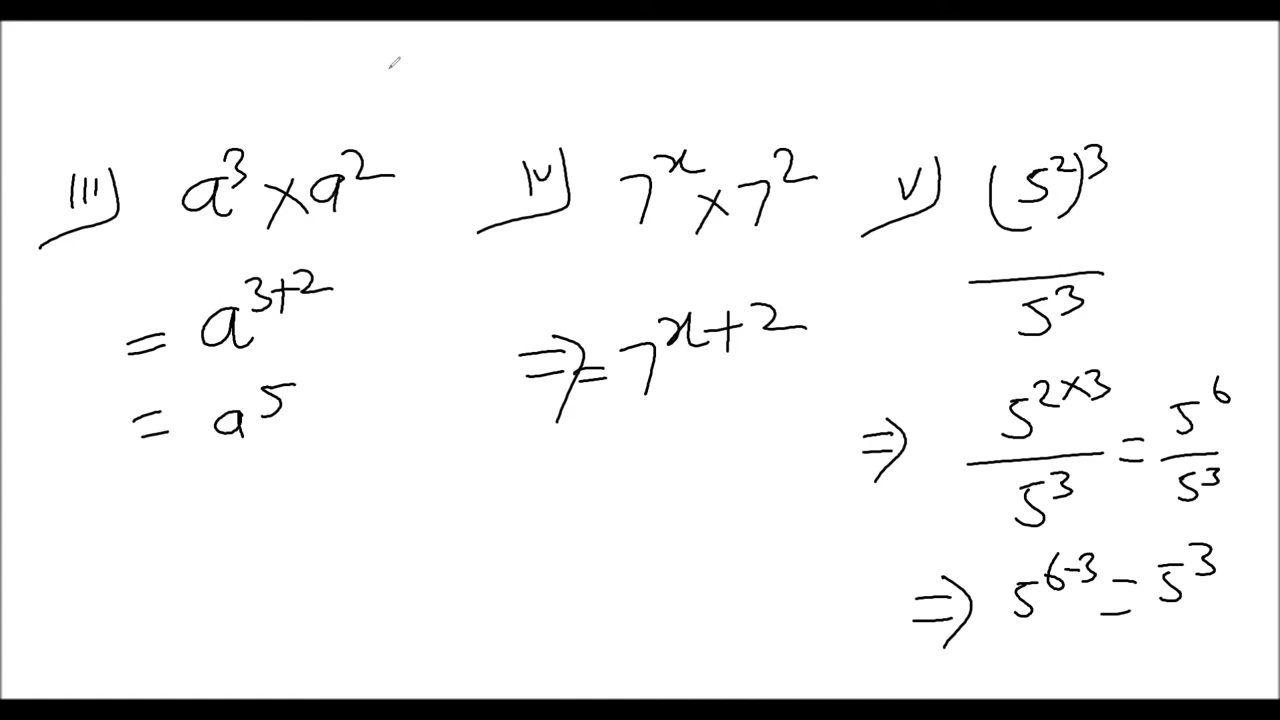 III) a³ × a²
= a³⁺²
= a⁵
IV) 7ˣ × 7²
⇒ = 7ˣ⁺²
V) (5²)³
5³
⇒ 5²ˣ³ / 5³ = 5⁶ / 5³
⇒ 5⁶⁻³ = 5³